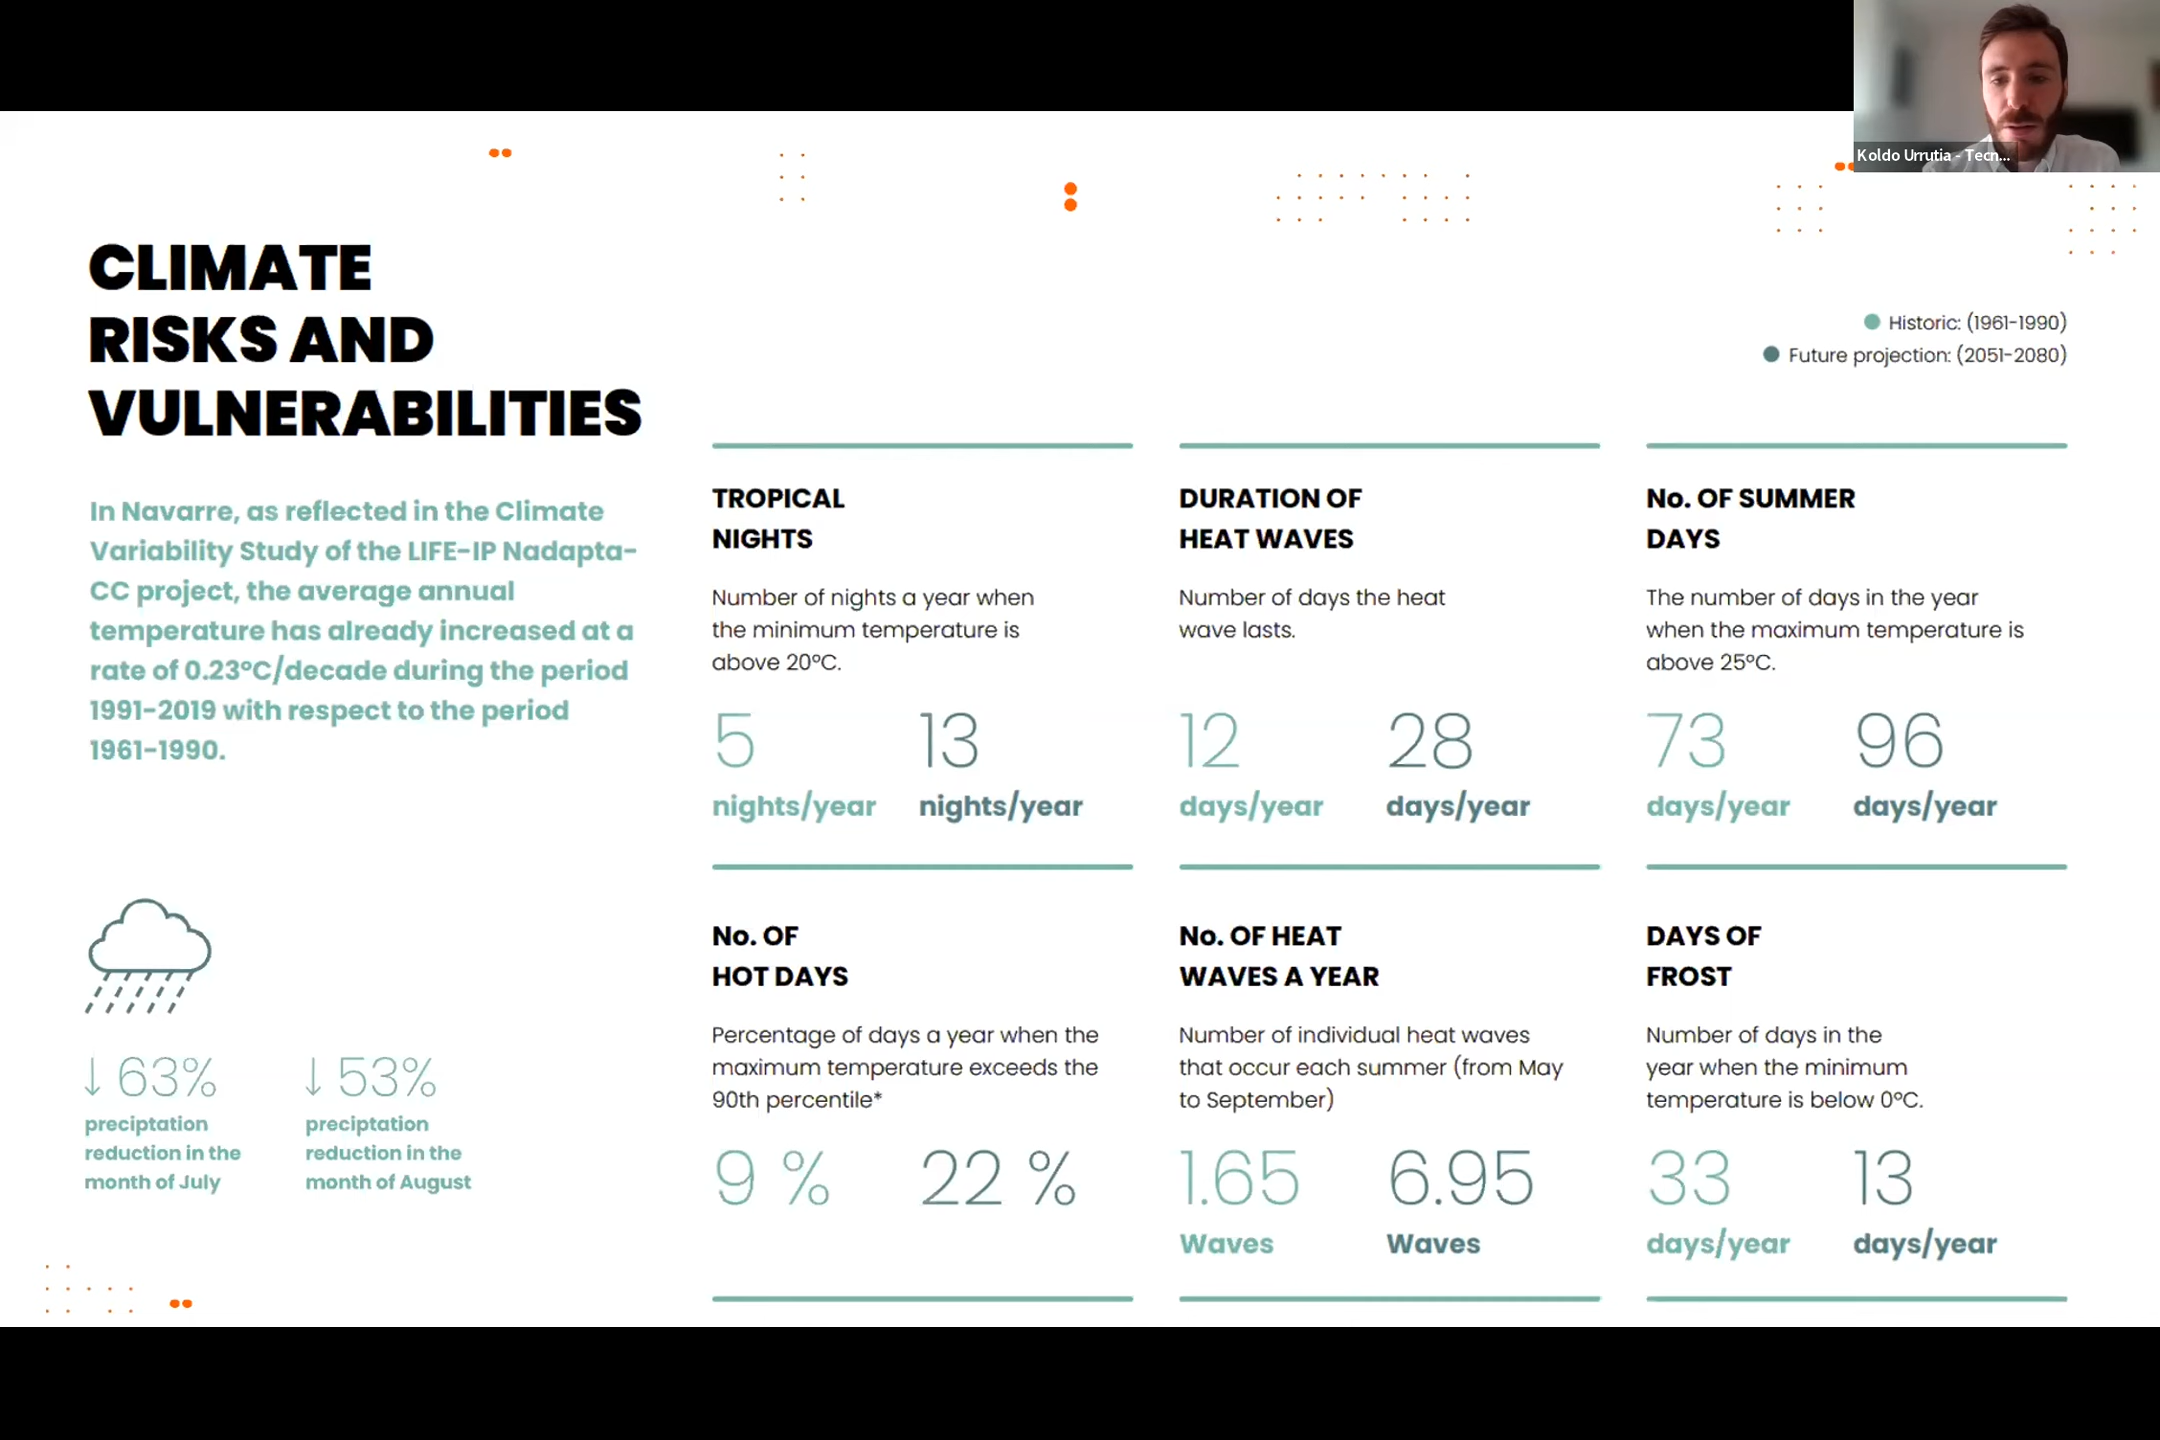 Koldo Urrutia - Tecn...
CLIMATE
RISKS AND
VULNERABILITIES
In Navarre, as reflected in the Climate
Variability Study of the LIFE-IP Nadapta-
CC project, the average annual
temperature has already increased at a
rate of 0.23ºC/decade during the period
1991-2019 with respect to the period
1961-1990.
↓63%
preciptation
reduction in the
month of July
↓53%
preciptation
reduction in the
month of August
Historic: (1961-1990)
Future projection: (2051-2080)
TROPICAL
NIGHTS
Number of nights a year when
the minimum temperature is
above 20ºC.
5 13
nights/year nights/year
DURATION OF
HEAT WAVES
Number of days the heat
wave lasts.
12 28
days/year days/year
No. OF SUMMER
DAYS
The number of days in the year
when the maximum temperature is
above 25ºC.
73 96
days/year days/year
No. OF
HOT DAYS
Percentage of days a year when the
maximum temperature exceeds the
90th percentile*
9 % 22 %
No. OF HEAT
WAVES A YEAR
Number of individual heat waves
that occur each summer (from May
to September)
1.65 6.95
Waves Waves
DAYS OF
FROST
Number of days in the
year when the minimum
temperature is below 0ºC.
33 13
days/year days/year